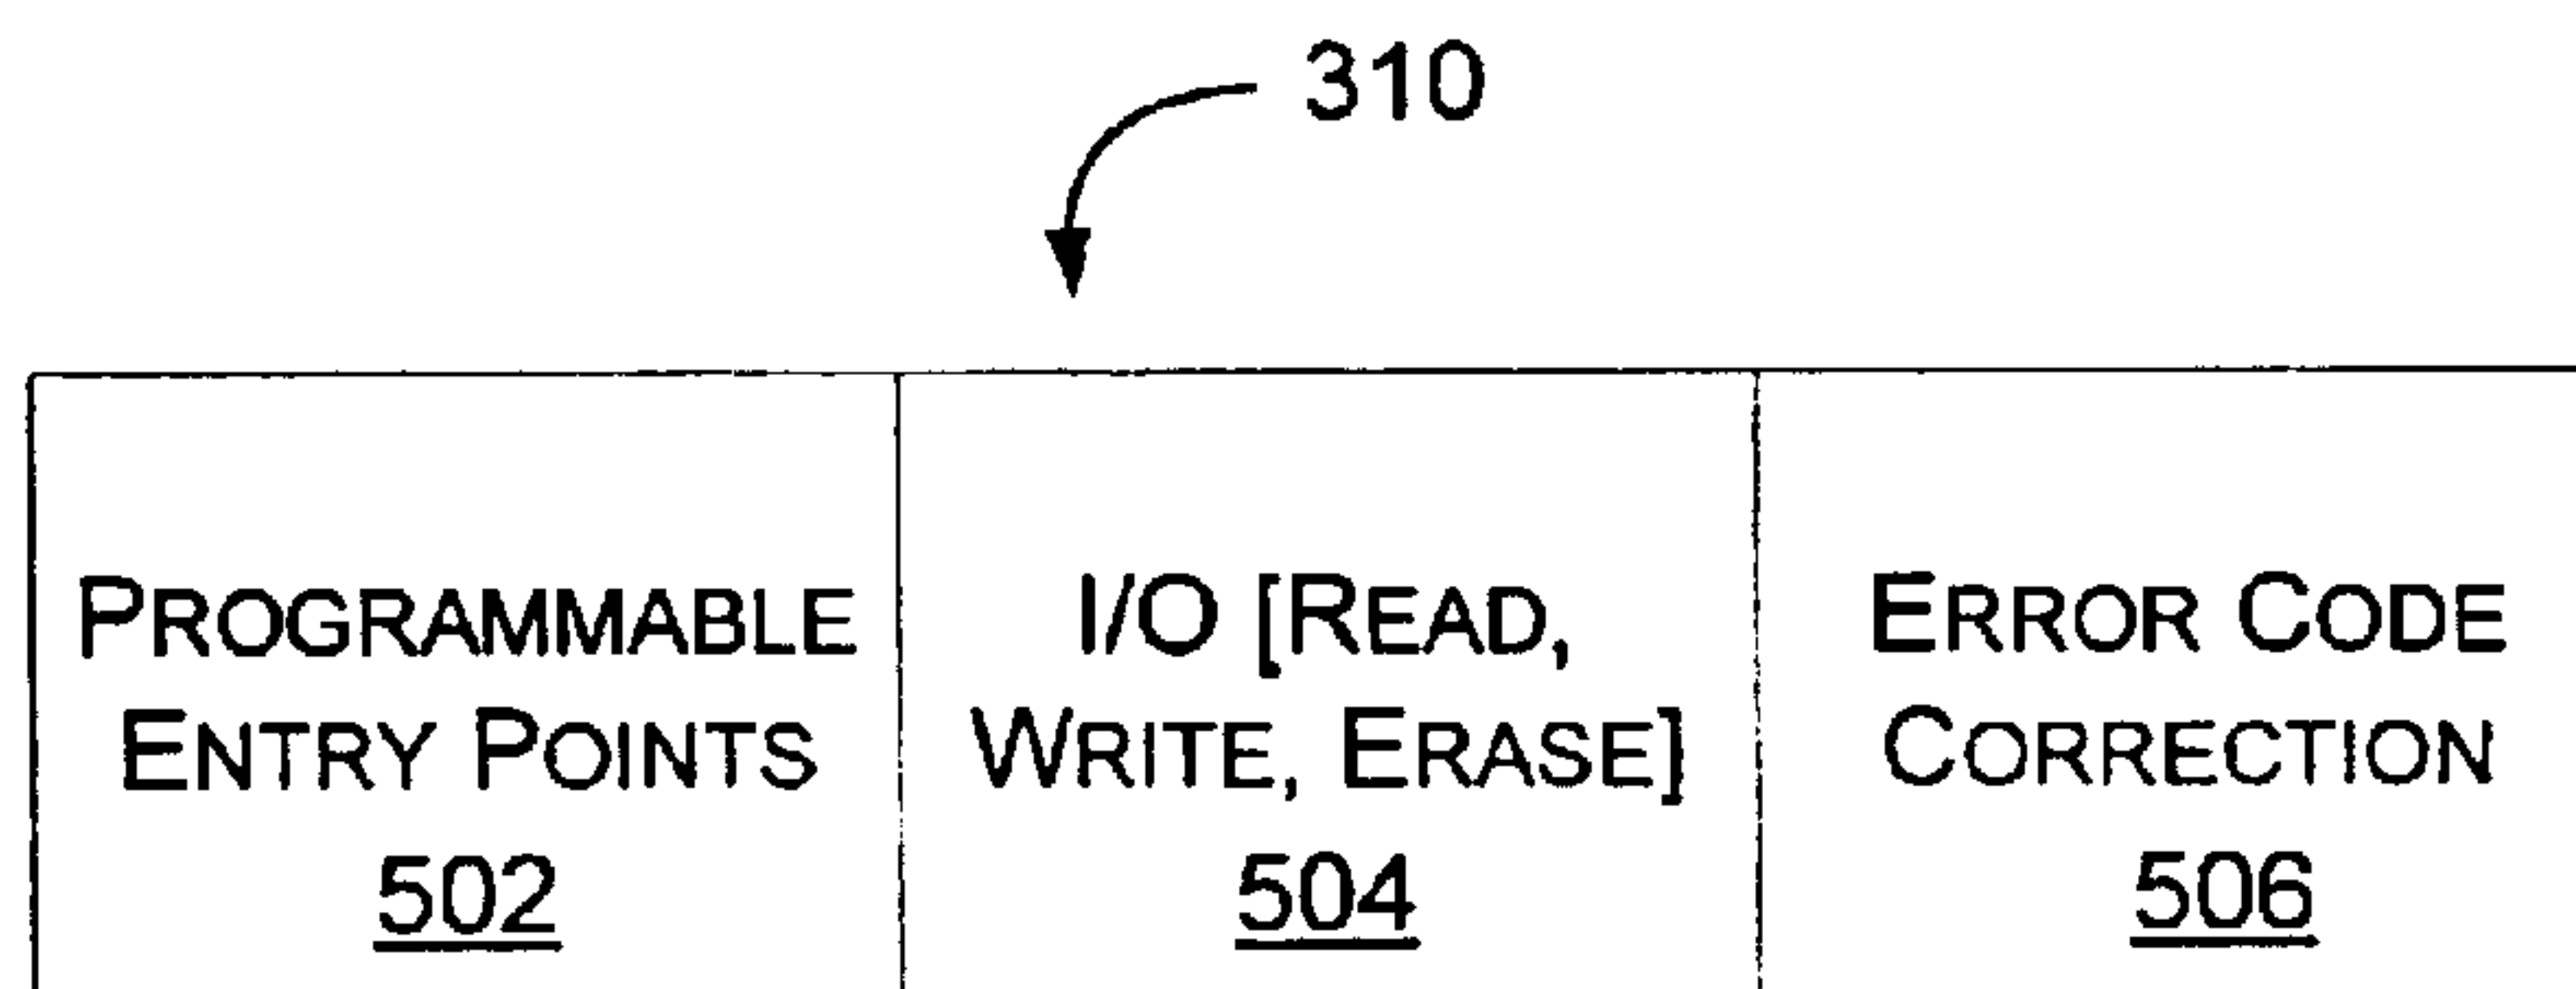 310
PROGRAMMABLE
ENTRY POINTS
502
I/O [READ,
WRITE, ERASE]
504
ERROR CODE
CORRECTION
506